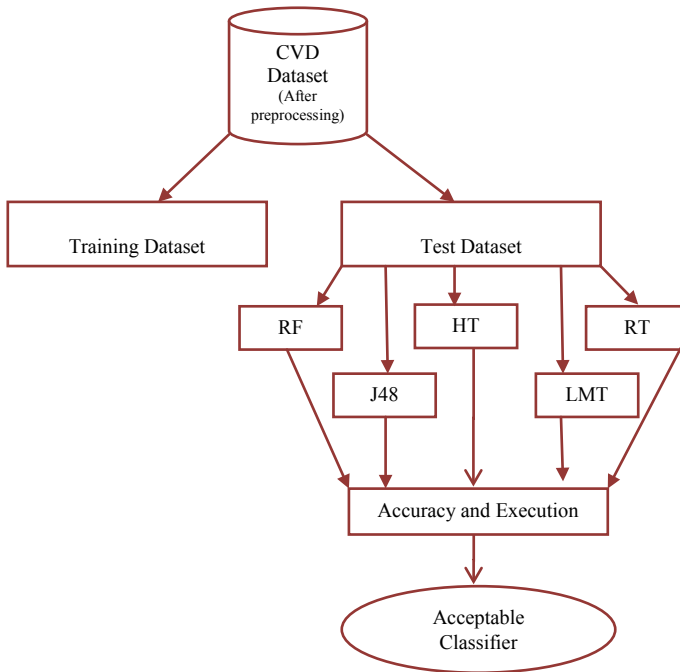 CVD
Dataset
(After
preprocessing)
Training Dataset
Test Dataset
RF
HT
RT
J48
LMT
Accuracy and Execution
Acceptable
Classifier